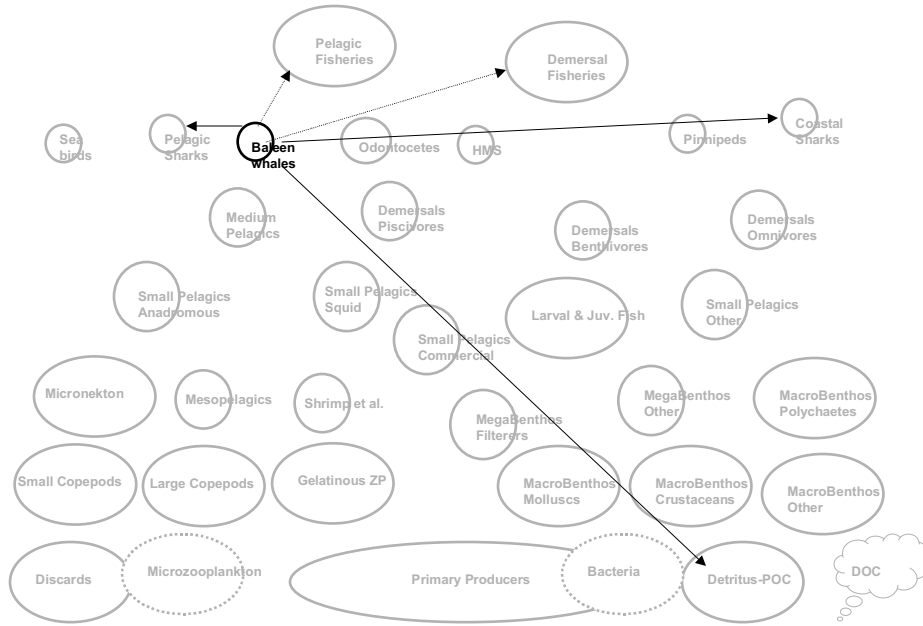 Pelagic
Fisheries
Demersal
Fisheries
Sea
birds
Pelagic
Sharks
Baleen
whales
Odontocetes
HMS
Pinnipeds
Coastal
Sharks
Medium
Pelagics
Demersals
Piscivores
Demersals
Benthivores
Demersals
Omnivores
Small Pelagics
Anadromous
Small Pelagics
Squid
Small Pelagics
Commercial
Larval & Juv. Fish
Small Pelagics
Other
Micronekton
Mesopelagics
Shrimp et al.
MegaBenthos
Filterers
MegaBenthos
Other
MacroBenthos
Polychaetes
Small Copepods
Large Copepods
Gelatinous ZP
MacroBenthos
Molluscs
MacroBenthos
Crustaceans
MacroBenthos
Other
Discards
Microzooplankton
Primary Producers
Bacteria
Detritus-POC
DOC